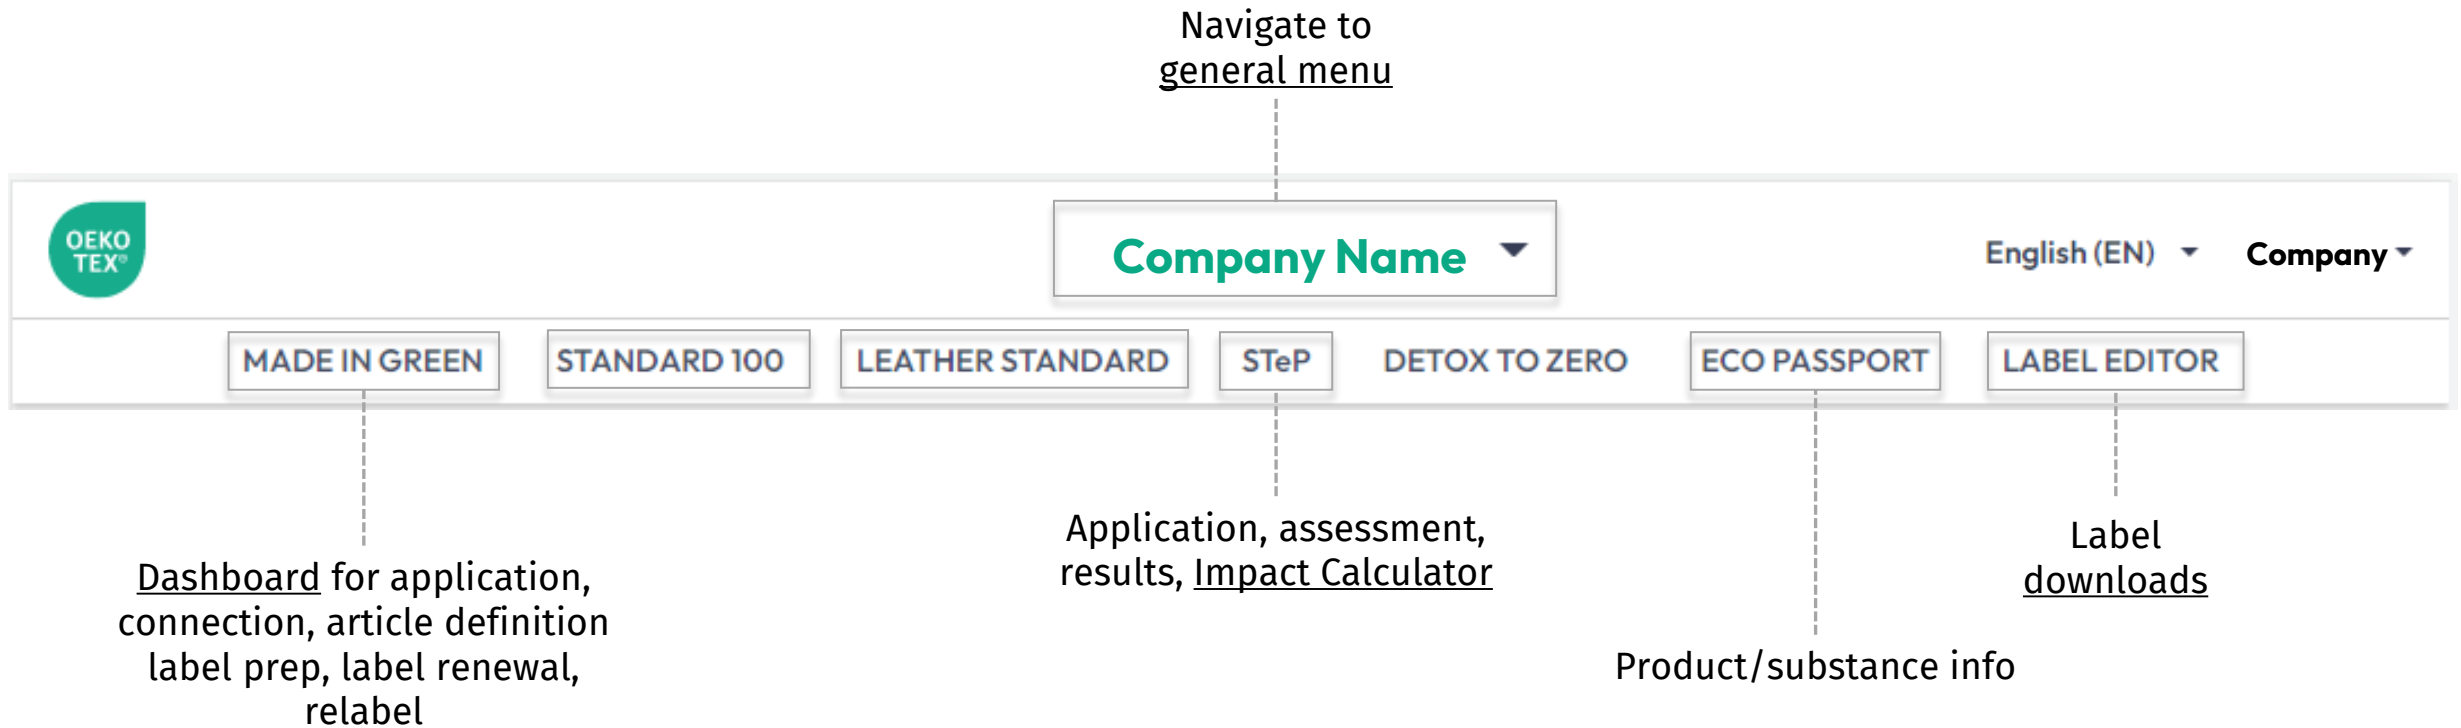 Navigate to
general menu
OEKO
TEX®
Company Name
English (EN)
Company
MADE IN GREEN
STANDARD 100
LEATHER STANDARD
STeP
DETOX TO ZERO
ECO PASSPORT
LABEL EDITOR
Dashboard for application,
connection, article definition
label prep, label renewal,
relabel
Application, assessment,
results, Impact Calculator
Product/substance info
Label
downloads